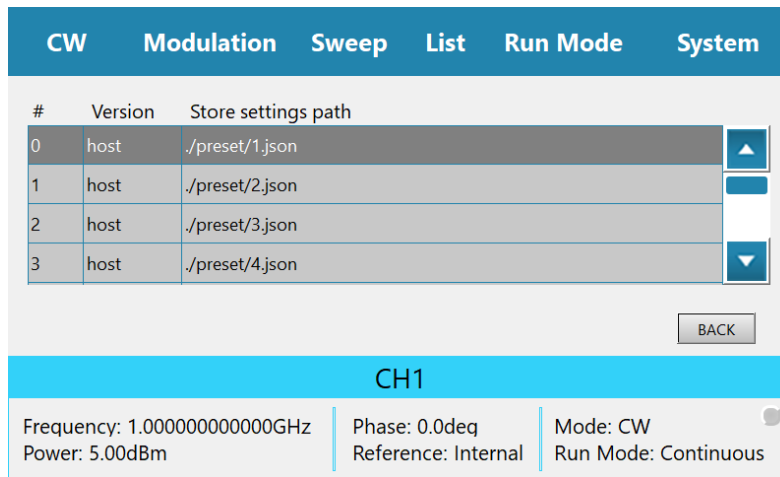 CW Modulation Sweep List Run Mode System
# Version Store settings path
0 host ./preset/1.json
1 host ./preset/2.json
2 host ./preset/3.json
3 host ./preset/4.json
BACK
CH1
Frequency: 1.000000000000GHz Phase: 0.0deg Mode: CW
Power: 5.00dBm Reference: Internal Run Mode: Continuous